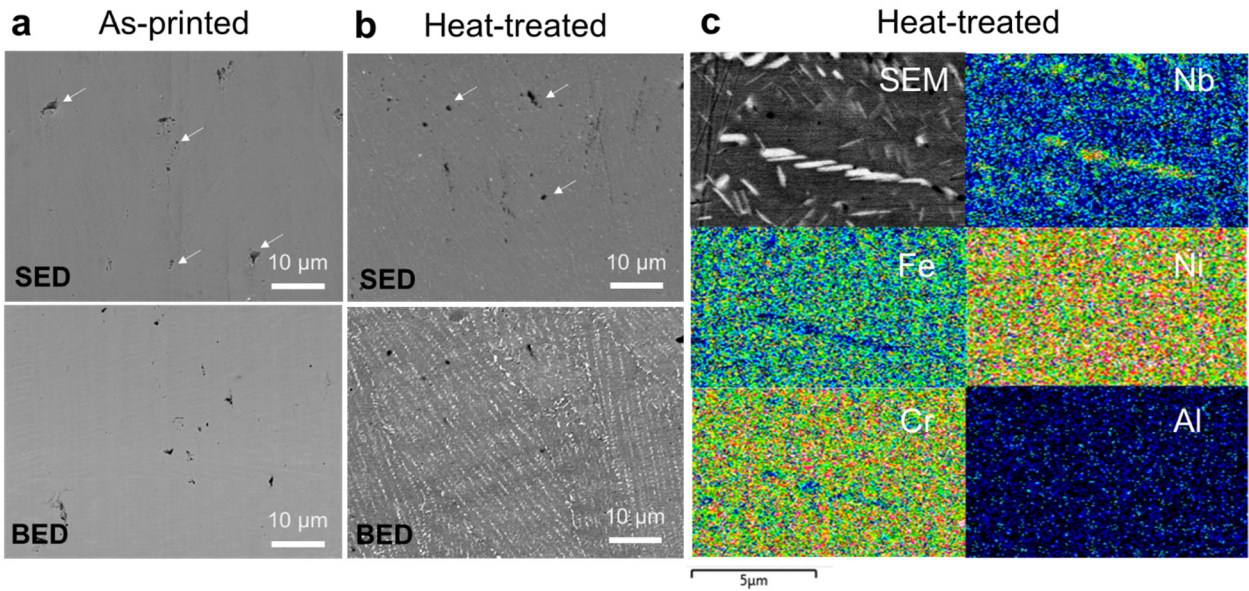 a As-printed
b Heat-treated
c Heat-treated
10 µm
SED
10 µm
SED
SEM
Nb
Fe
Ni
10 µm
BED
10 µm
BED
Cr
Al
5µm